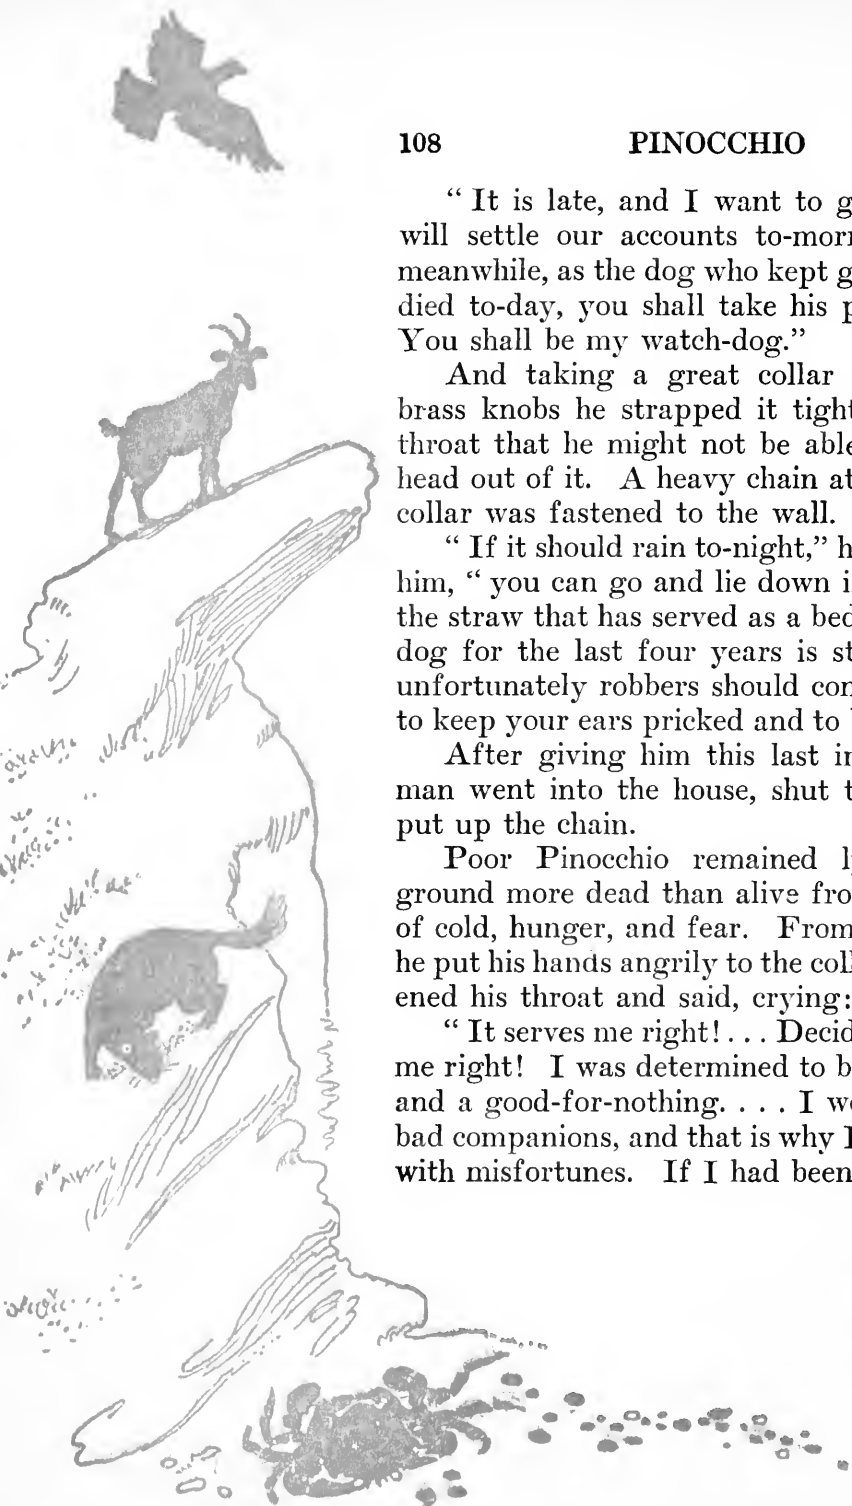 108 PINOCCHIO
“ It is late, and I want to g
will settle our accounts to-morr
meanwhile, as the dog who kept g
died to-day, you shall take his p
You shall be my watch-dog.”
And taking a great collar
brass knobs he strapped it tight
throat that he might not be able
head out of it. A heavy chain at
collar was fastened to the wall.
“ If it should rain to-night,” h
him, “ you can go and lie down i
the straw that has served as a bed
dog for the last four years is st
unfortunately robbers should con
to keep your ears pricked and to
After giving him this last in
man went into the house, shut t
put up the chain.
Poor Pinocchio remained ly
ground more dead than alive fro
of cold, hunger, and fear. From
he put his hands angrily to the coll
ened his throat and said, crying:
“ It serves me right! . . . Decid
me right! I was determined to b
and a good-for-nothing. . . . I w
bad companions, and that is why I
with misfortunes. If I had been